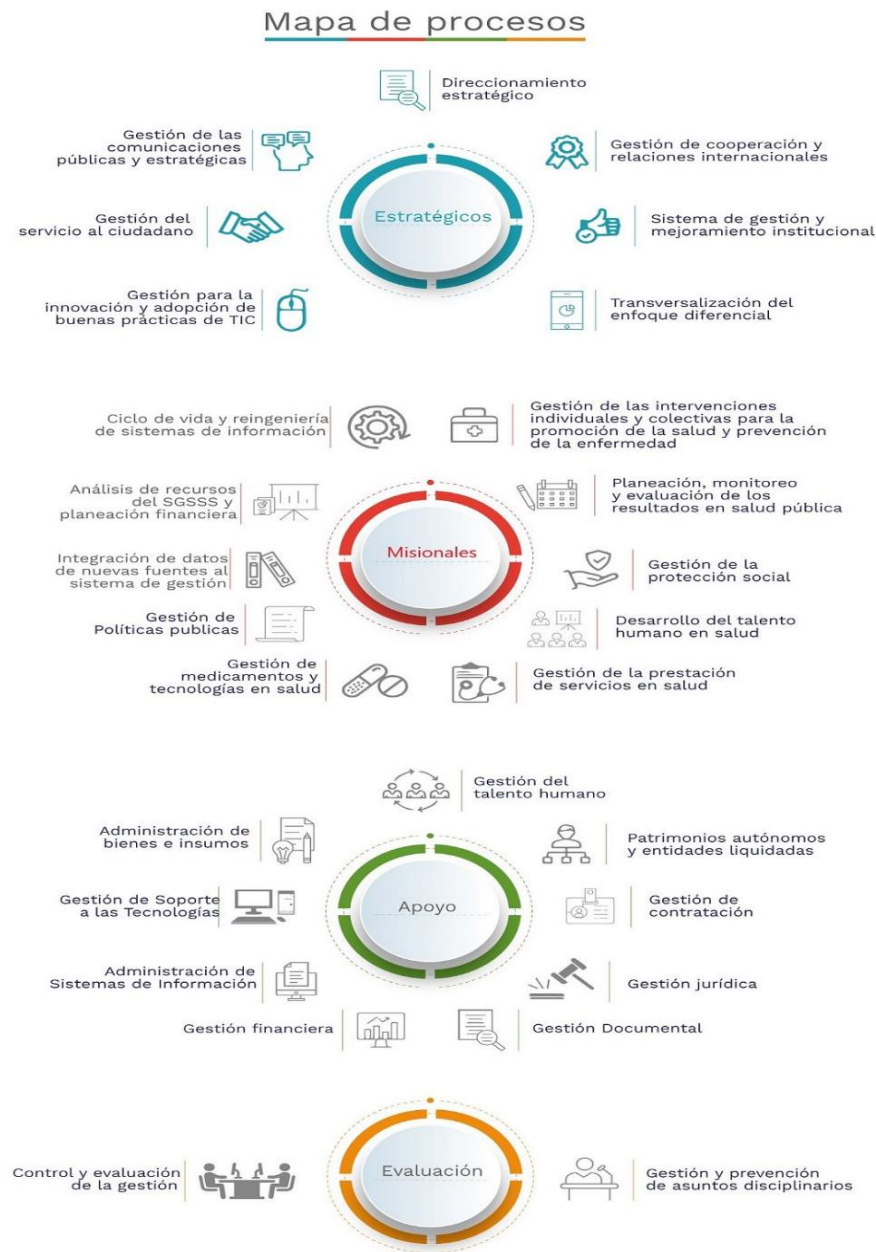 Mapa de procesos
Direccionamiento
estratégico
Gestión de las
comunicaciones
públicas y estratégicas
Gestión de cooperación y
relaciones internacionales
Estratégicos
Gestión del
servicio al ciudadano
Sistema de gestión y
mejoramiento institucional
Gestión para la
innovación y adopción de
buenas prácticas de TIC
Transversalización del
enfoque diferencial
Ciclo de vida y reingeniería
de sistemas de información
Gestión de las intervenciones
individuales y colectivas para la
promoción de la salud y prevención
de la enfermedad
Análisis de recursos
del SGSSS y
planeación financiera
Planeación, monitoreo
y evaluación de los
resultados en salud pública
Misionales
Integración de datos
de nuevas fuentes al
sistema de gestión
Gestión de la
protección social
Gestión de
Políticas publicas
Desarrollo del talento
humano en salud
Gestión de
medicamentos y
tecnologías en salud
Gestión de la prestación
de servicios en salud
Gestión del
talento humano
Administración de
bienes e insumos
Patrimonios autónomos
y entidades liquidadas
Apoyo
Gestión de Soporte
a las Tecnologías
Gestión de
contratación
Administración de
Sistemas de Información
Gestión jurídica
Gestión financiera
Gestión Documental
Evaluación
Control y evaluación
de la gestión
Gestión y prevención
de asuntos disciplinarios